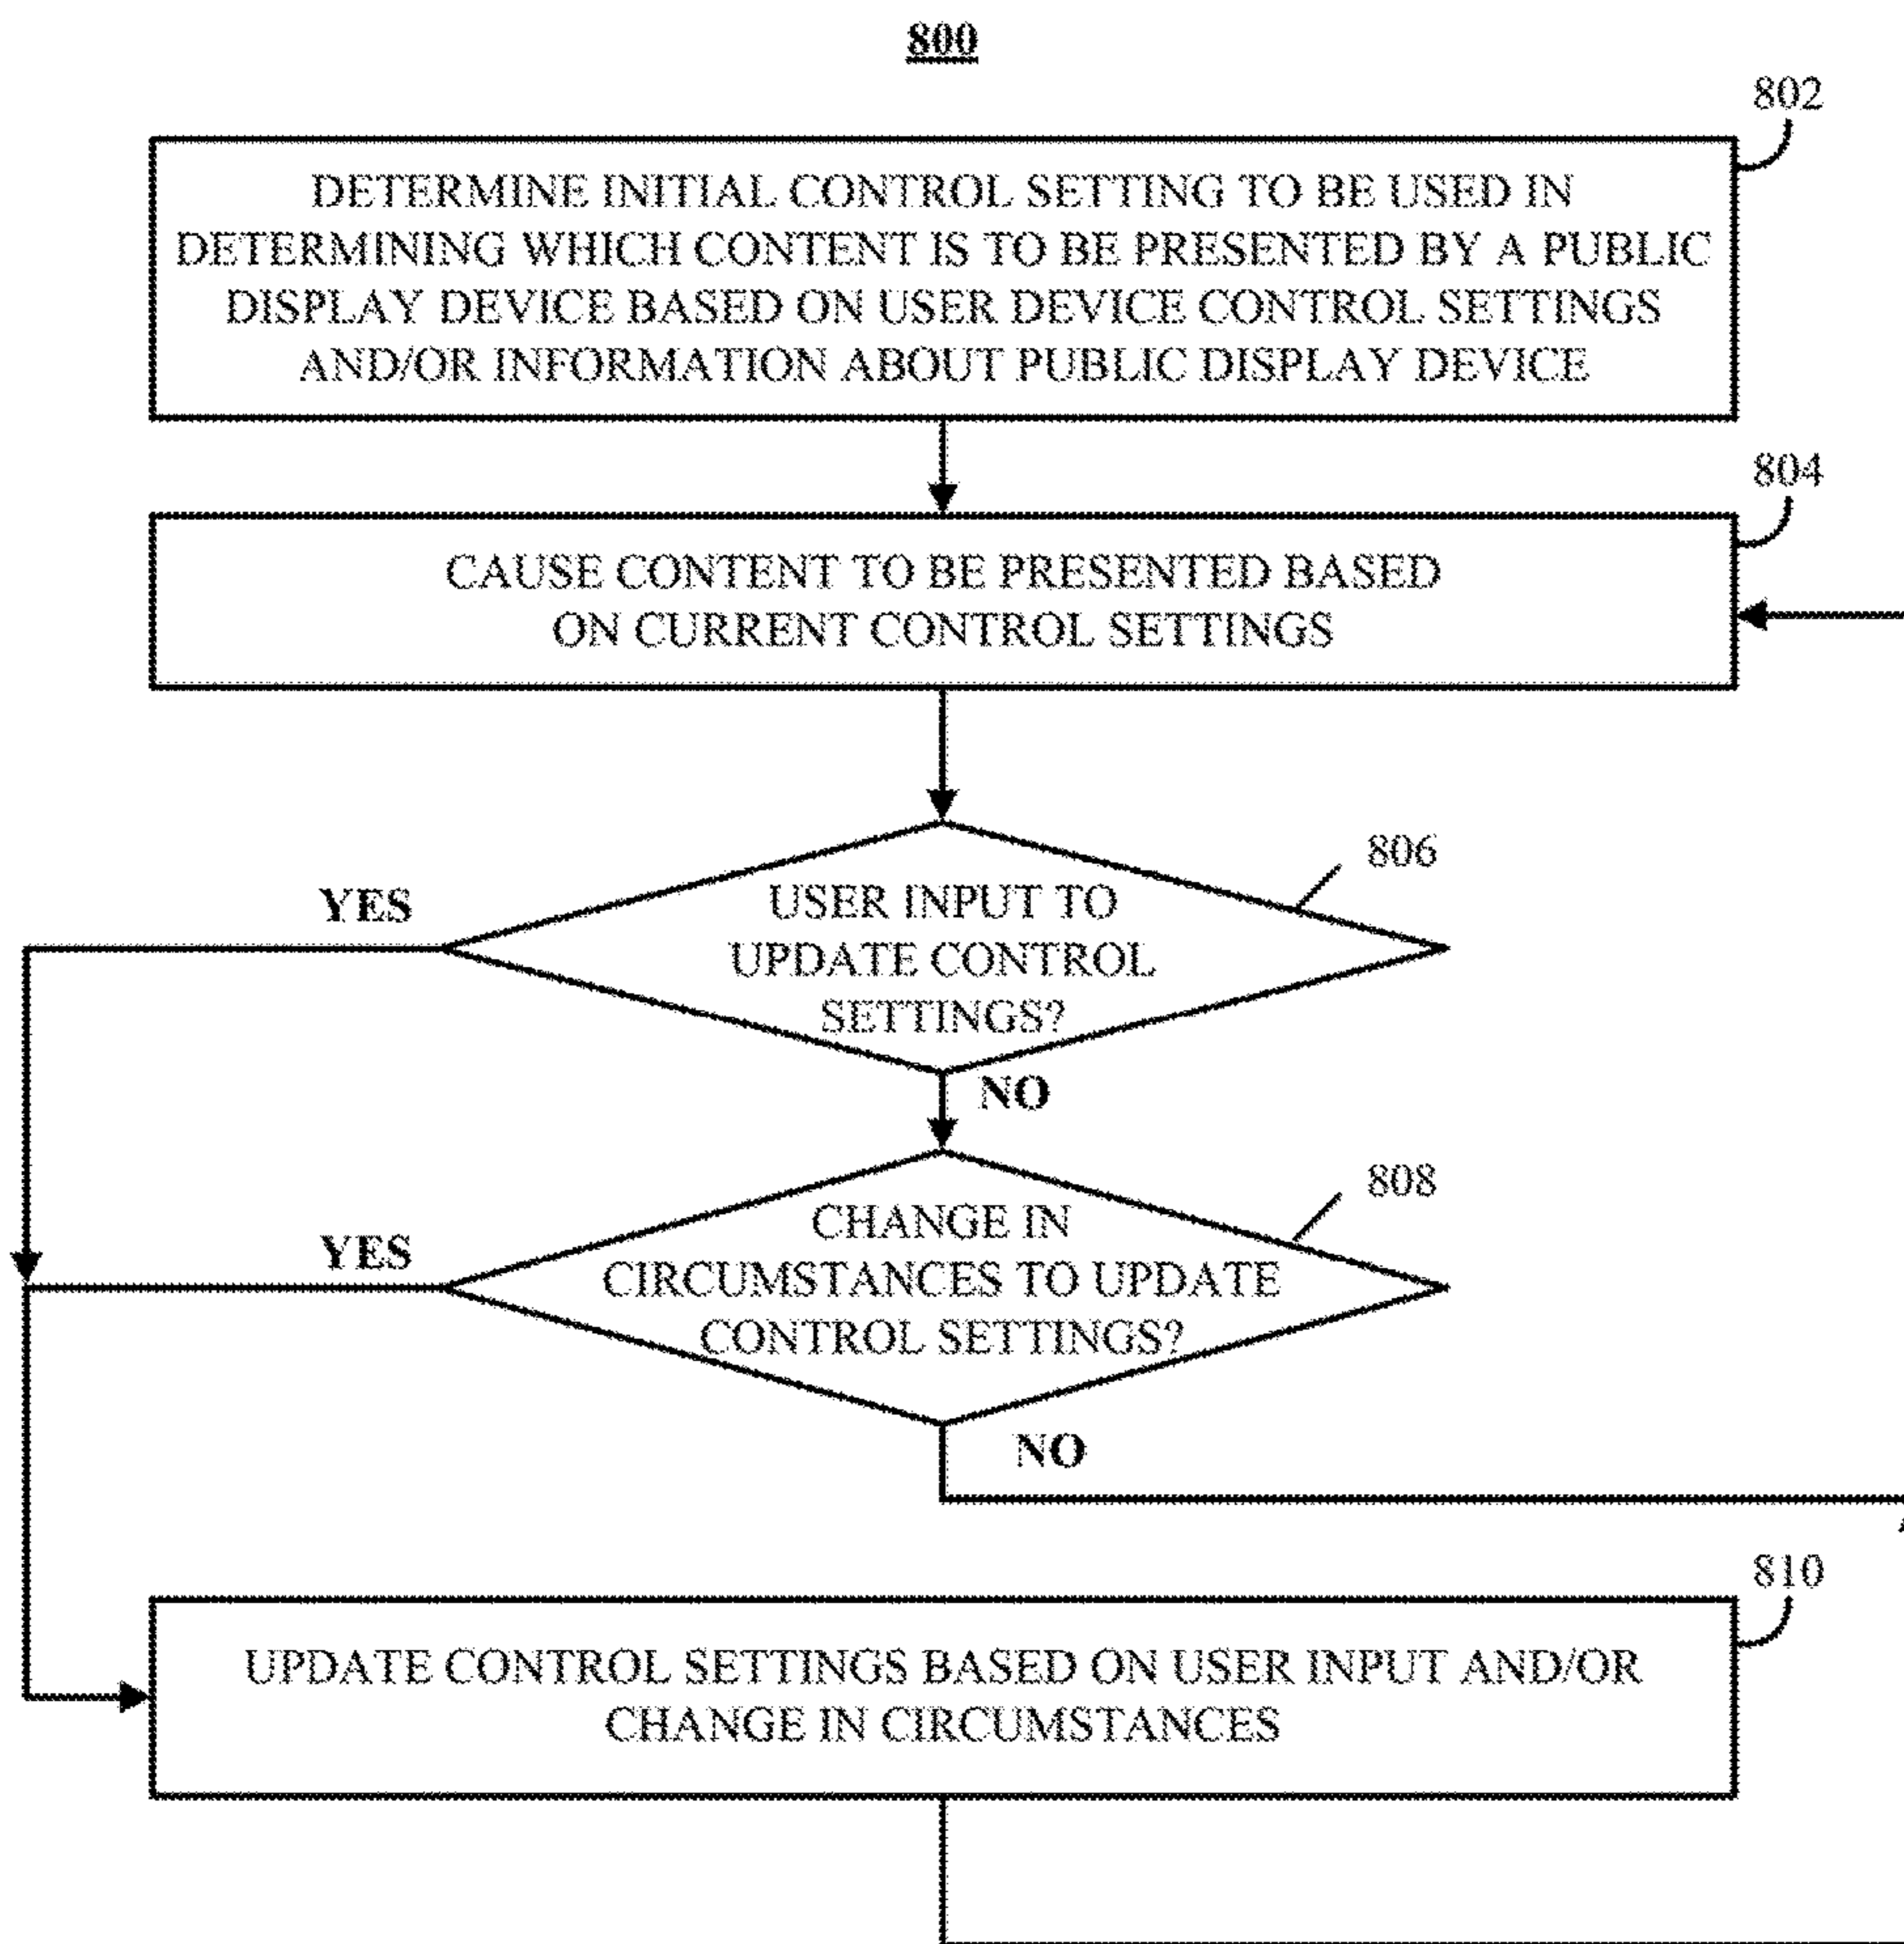 800
802
DETERMINE INITIAL CONTROL SETTING TO BE USED IN
DETERMINING WHICH CONTENT IS TO BE PRESENTED BY A PUBLIC
DISPLAY DEVICE BASED ON USER DEVICE CONTROL SETTINGS
AND/OR INFORMATION ABOUT PUBLIC DISPLAY DEVICE
804
CAUSE CONTENT TO BE PRESENTED BASED
ON CURRENT CONTROL SETTINGS
806
YES
USER INPUT TO
UPDATE CONTROL
SETTINGS?
NO
808
YES
CHANGE IN
CIRCUMSTANCES TO UPDATE
CONTROL SETTINGS?
NO
810
UPDATE CONTROL SETTINGS BASED ON USER INPUT AND/OR
CHANGE IN CIRCUMSTANCES